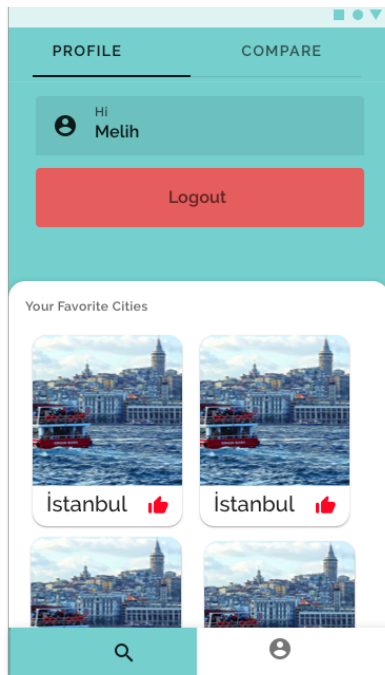 PROFILE COMPARE
Hi
Melih
Logout
Your Favorite Cities
İstanbul İstanbul